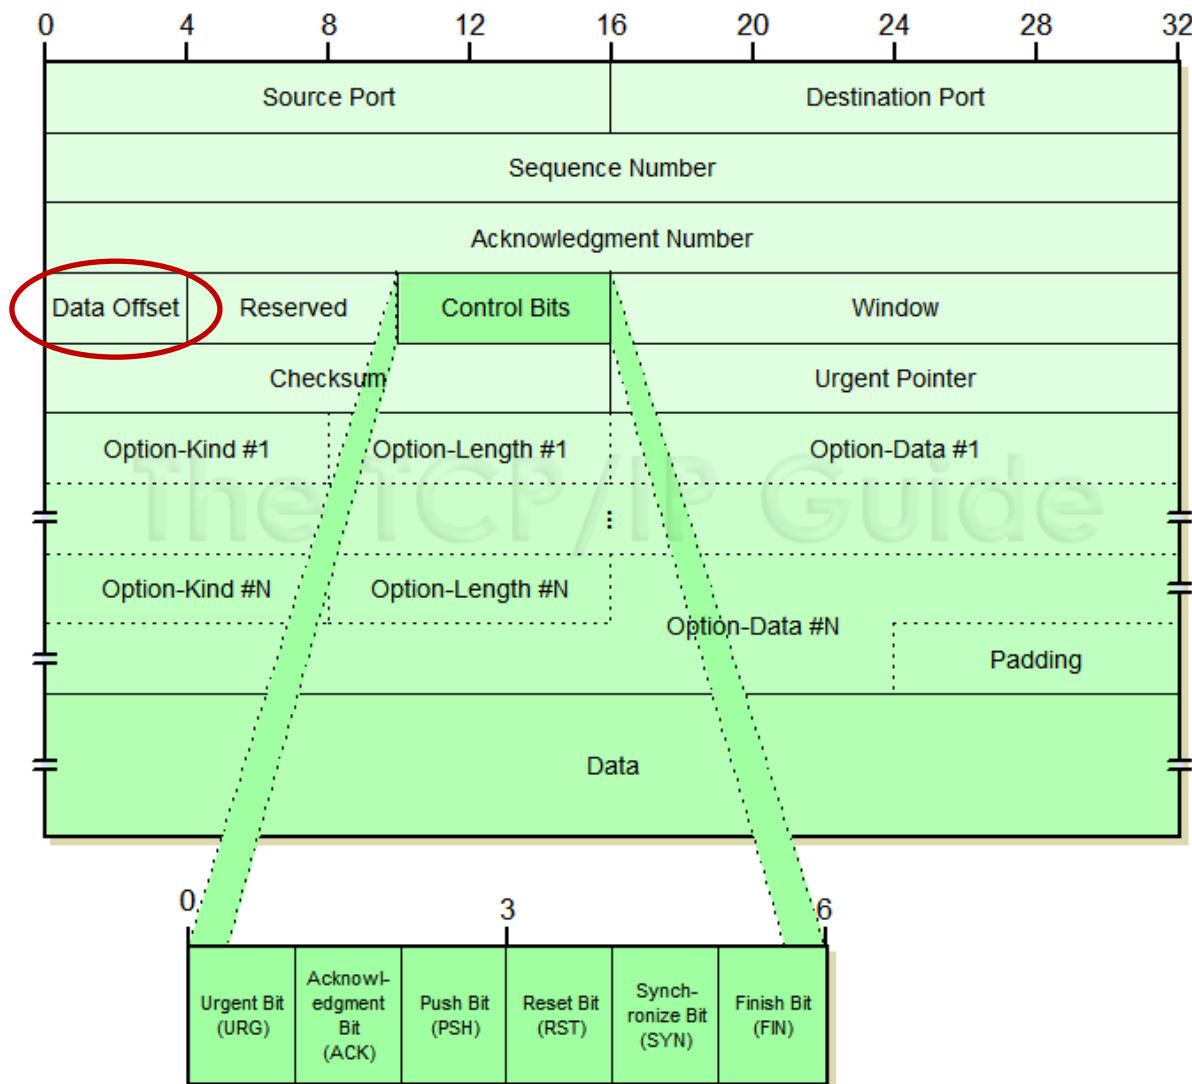 0 4 8 12 16 20 24 28 32
Source Port Destination Port
Sequence Number
Acknowledgment Number
Data Offset Reserved Control Bits Window
Checksum Urgent Pointer
Option-Kind #1 Option-Length #1 Option-Data #1
The TCP/IP Guide
...
Option-Kind #N Option-Length #N
Option-Data #N
Padding
Data
0 3 6
Urgent Bit
(URG)
Acknowl-
edgment
Bit
(ACK)
Push Bit
(PSH)
Reset Bit
(RST)
Synch-
ronize Bit
(SYN)
Finish Bit
(FIN)